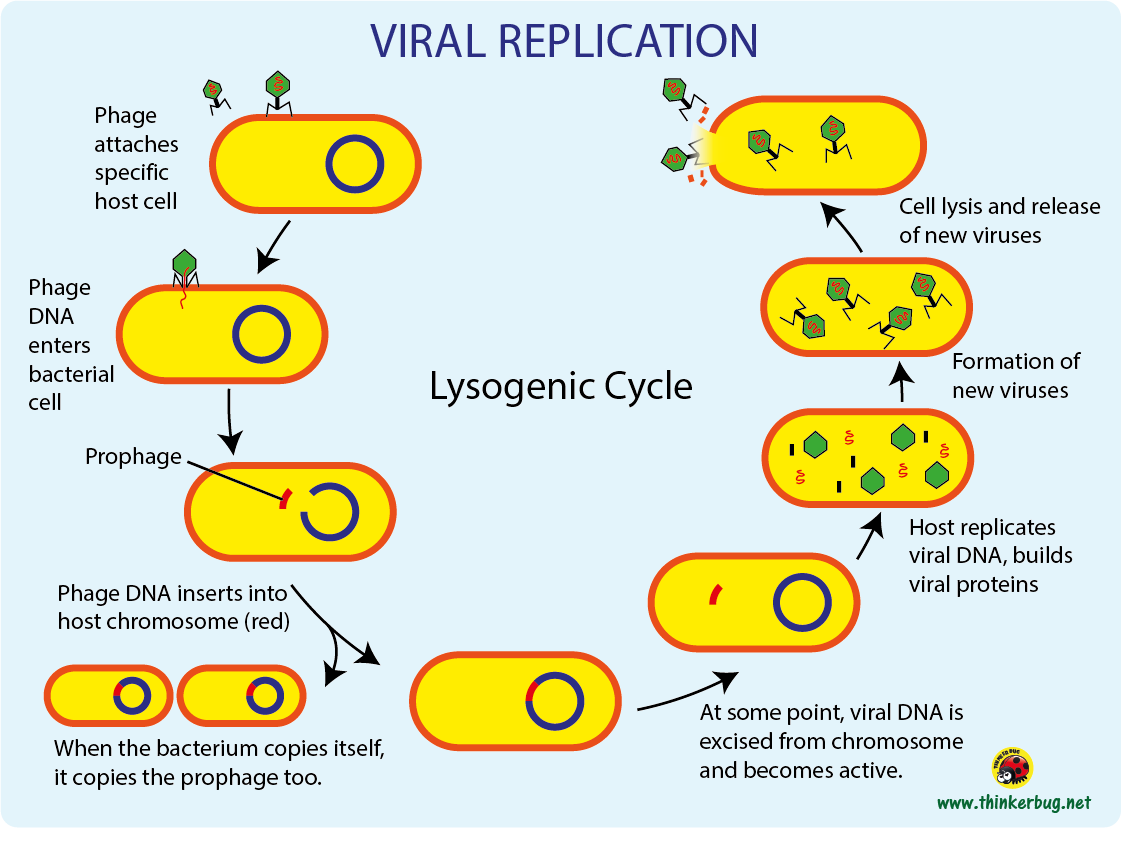 VIRAL REPLICATION
Phage
attaches
specific
host cell
Phage
DNA
enters
bacterial
cell
Prophage
Phage DNA inserts into
host chromosome (red)
When the bacterium copies itself,
it copies the prophage too.
Lysogenic Cycle
At some point, viral DNA is
excised from chromosome
and becomes active.
Host replicates
viral DNA, builds
viral proteins
Formation of
new viruses
Cell lysis and release
of new viruses
THINKER BUG
www.thinkerbug.net